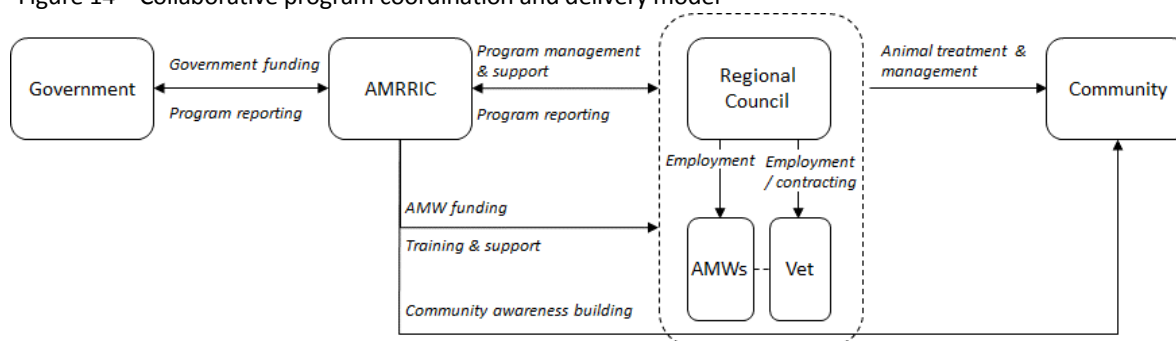 Figure 14 – Collaborative program coordination and delivery model
Government
Government funding
Program reporting
AMRRIC
Program management
& support
Program reporting
Regional
Council
Animal treatment &
management
Community
Employment
Employment
/ contracting
AMW funding
Training & support
AMWs
Vet
Community awareness building